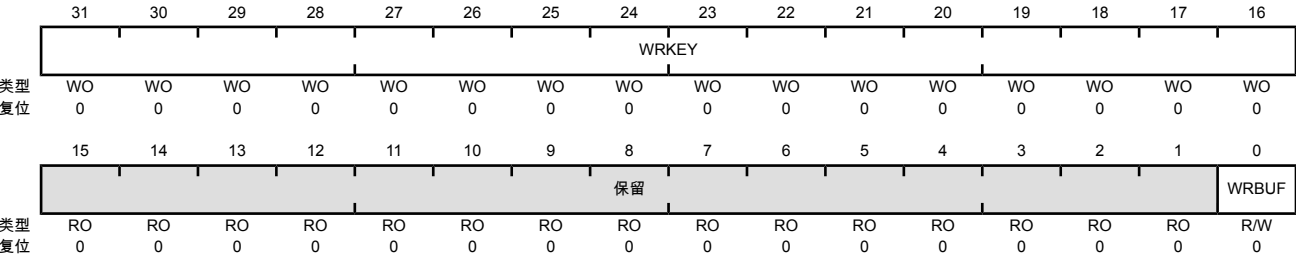 31 30 29 28 27 26 25 24 23 22 21 20 19 18 17 16
WRKEY
类型 WO WO WO WO WO WO WO WO WO WO WO WO WO WO WO WO
复位 0 0 0 0 0 0 0 0 0 0 0 0 0 0 0 0
15 14 13 12 11 10 9 8 7 6 5 4 3 2 1 0
保留 WRBUF
类型 RO RO RO RO RO RO RO RO RO RO RO RO RO RO RO R/W
复位 0 0 0 0 0 0 0 0 0 0 0 0 0 0 0 0